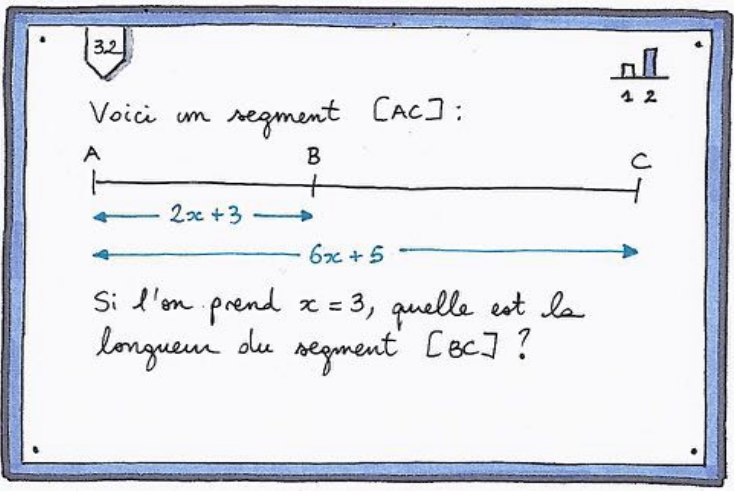 32
1 2
Voici un segment [AC] :
A B C
2x + 3
6x + 5
Si l'on prend x = 3, quelle est la
longueur du segment [BC] ?